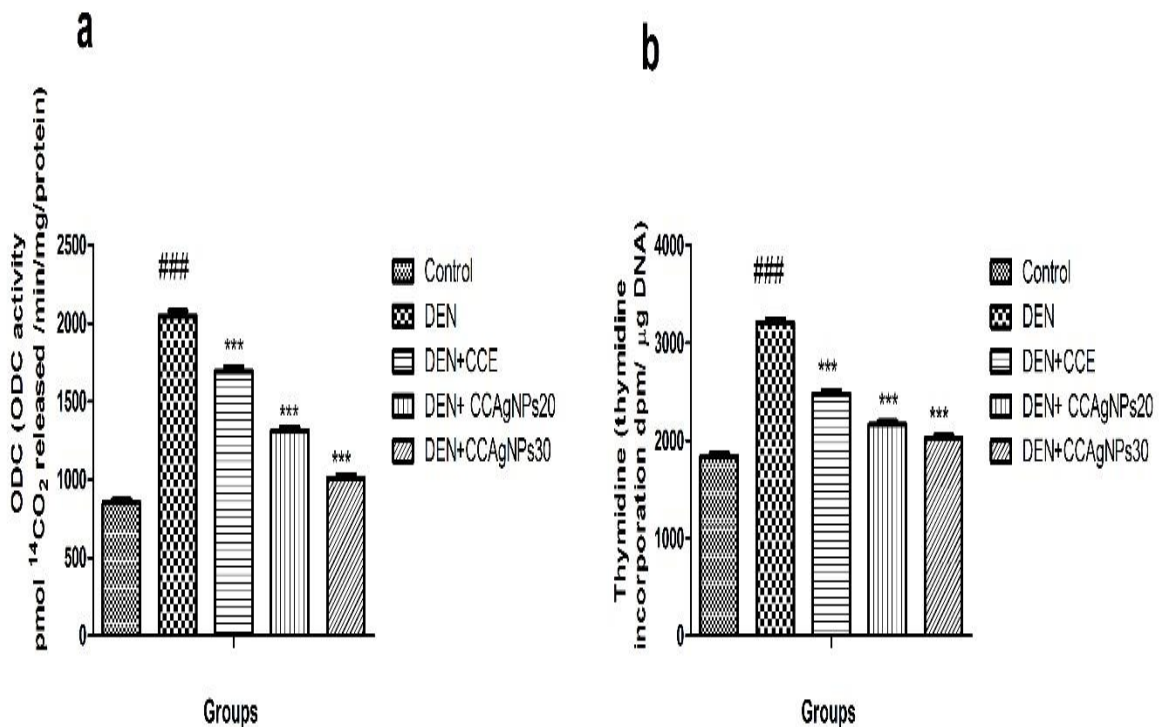 a
ODC (ODC activity
pmol ¹⁴CO₂ released /min/mg/protein)
2500
2000
1500
1000
500
0
###
***
***
***
Groups
Control
DEN
DEN+CCE
DEN+ CCAgNPs20
DEN+CCAgNPs30
b
Thymidine (thymidine
incorporation dpm/ μg DNA)
4000
3000
2000
1000
0
###
***
***
***
Groups
Control
DEN
DEN+CCE
DEN+ CCAgNPs20
DEN+CCAgNPs30